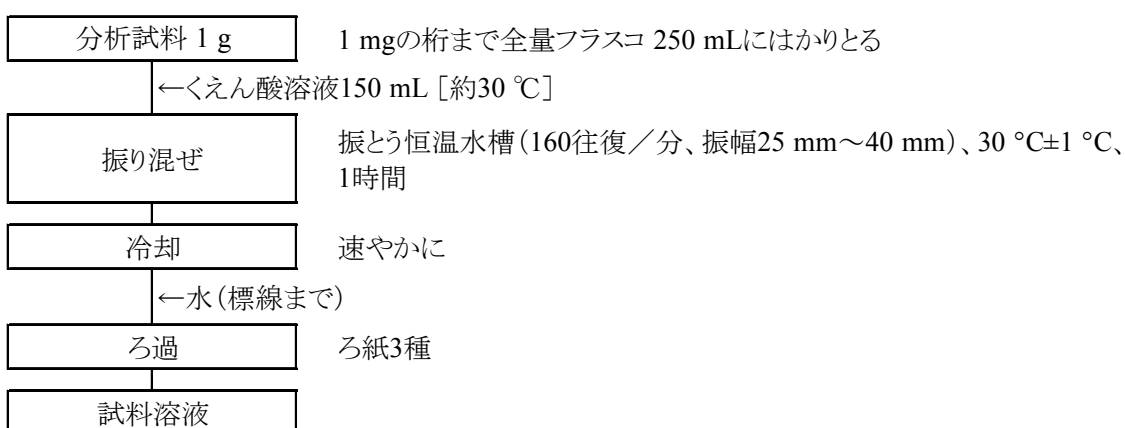 分析試料 1 g
1 mgの桁まで全量フラスコ 250 mLにはかりとる
←くえん酸溶液150 mL [約30 ℃]
振り混ぜ
振とう恒温水槽(160往復/分、振幅25 mm~40 mm)、30 °C±1 °C、
1時間
冷却
速やかに
←水(標線まで)
ろ過
ろ紙3種
試料溶液